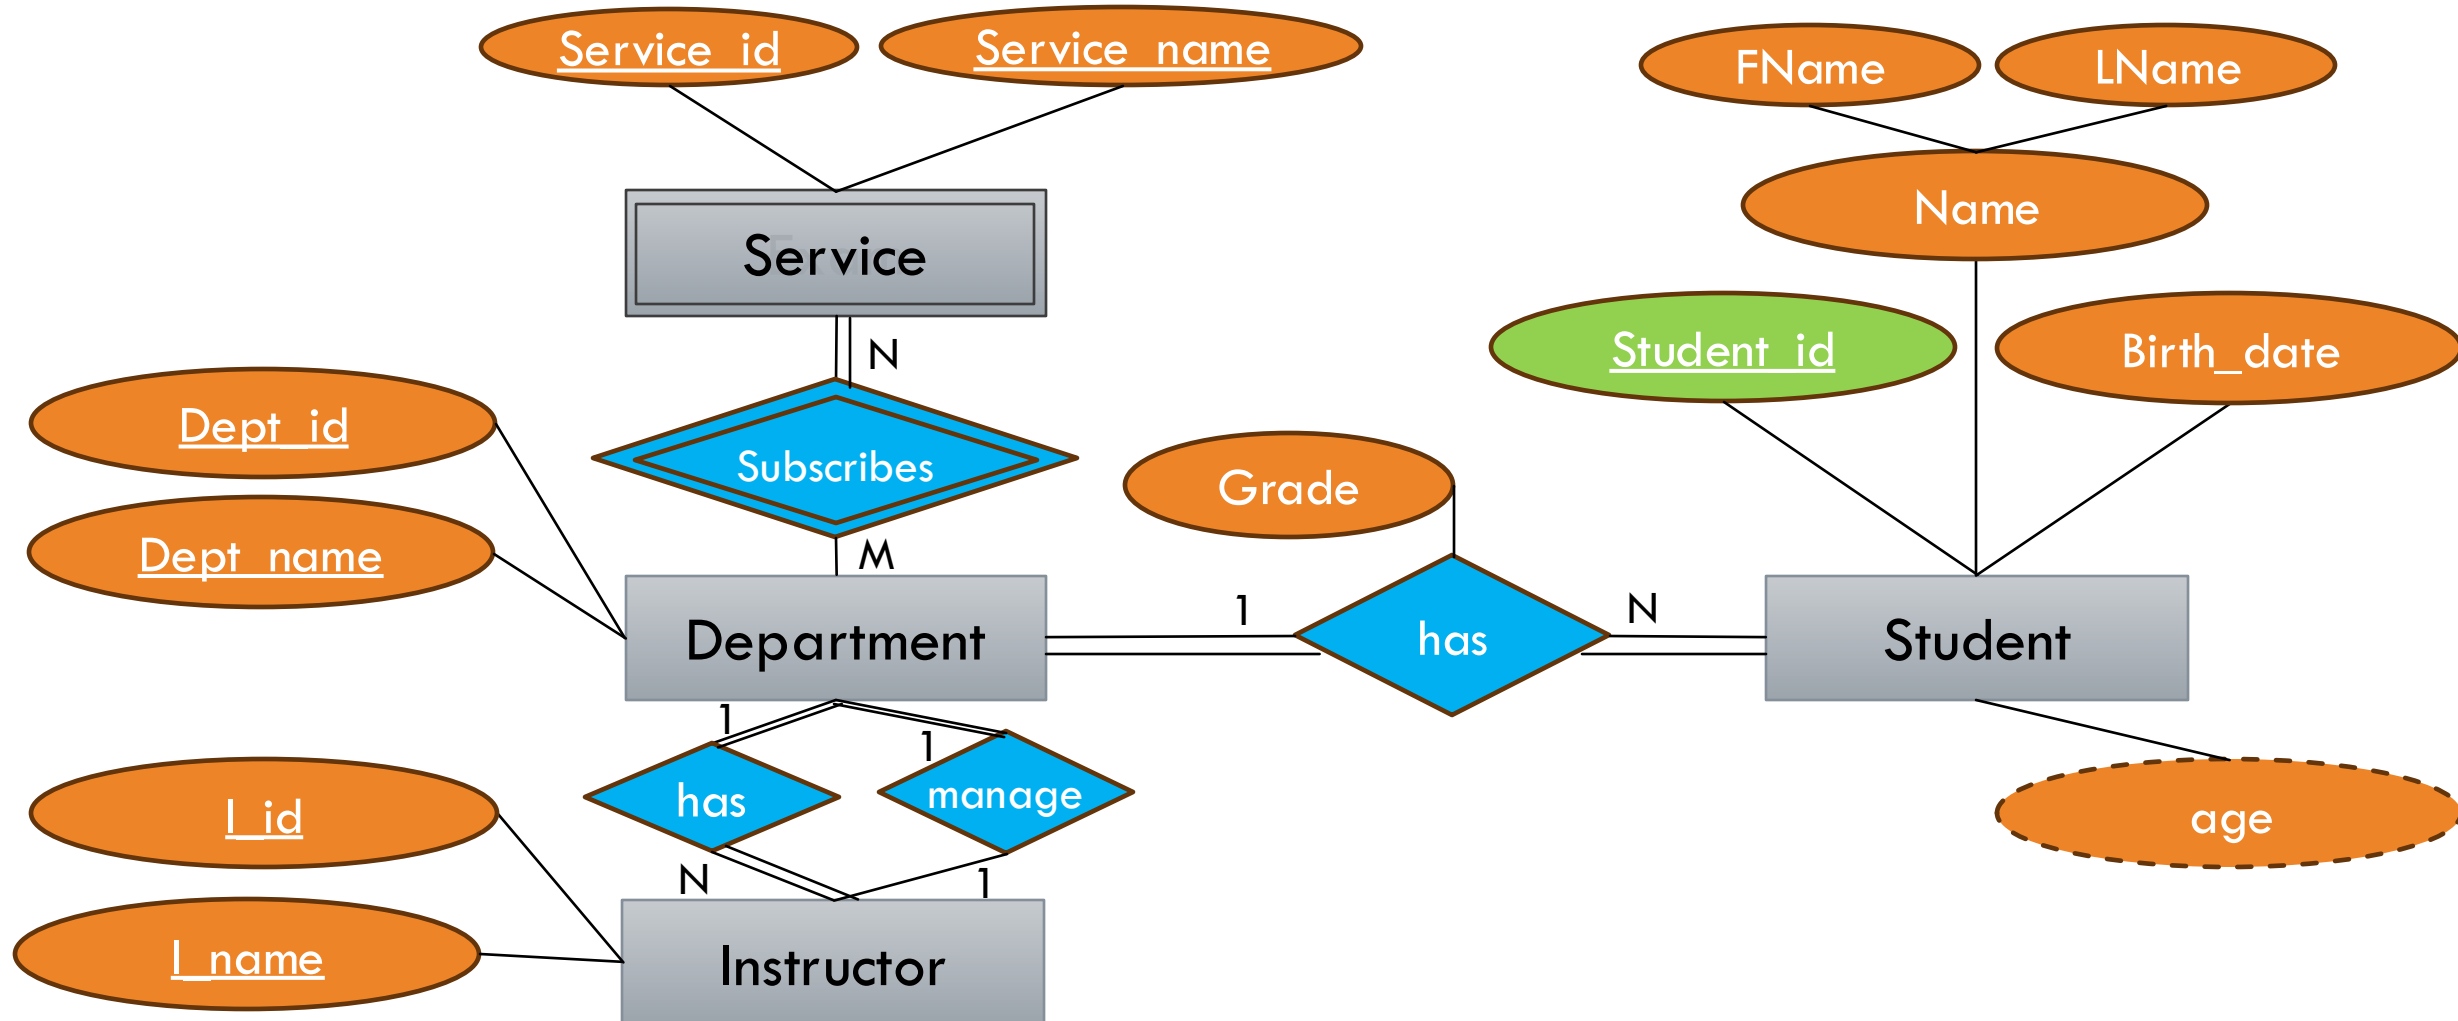 Service_id
Service_name
FName
LName
Name
Service
Student_id
Birth_date
N
Dept_id
Subscribes
Grade
Dept_name
M
1
N
Department
has
Student
1
1
has
manage
I_id
age
N
1
I_name
Instructor